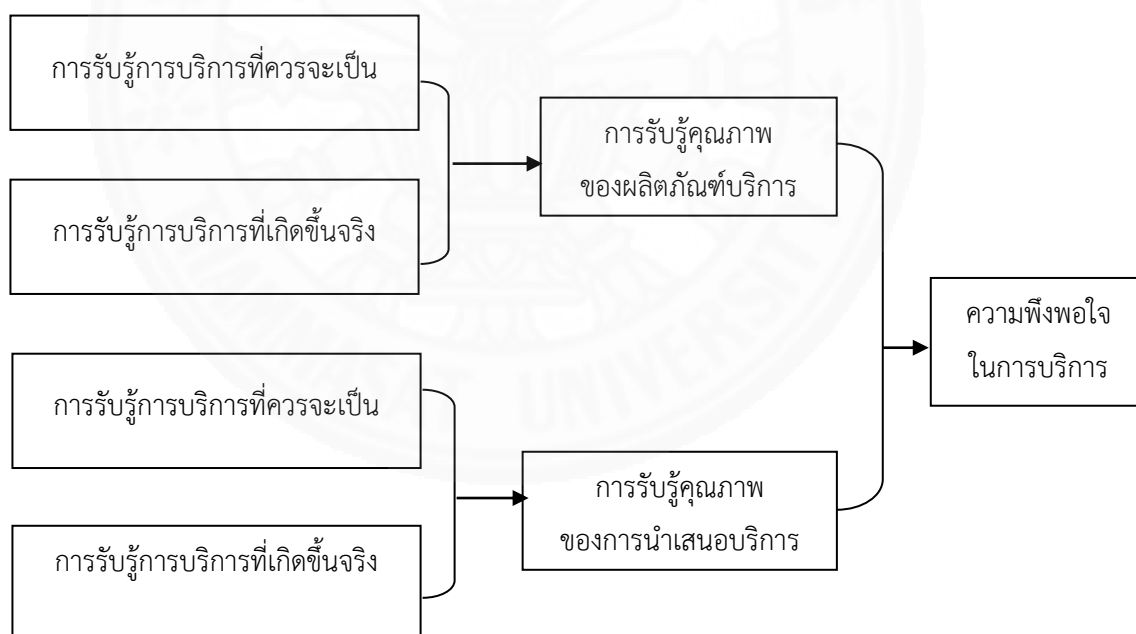 การรับรู้การบริการที่ควรจะเป็น
การรับรู้การบริการที่เกิดขึ้นจริง
การรับรู้คุณภาพ
ของผลิตภัณฑ์บริการ
การรับรู้การบริการที่ควรจะเป็น
การรับรู้การบริการที่เกิดขึ้นจริง
การรับรู้คุณภาพ
ของการนำเสนอบริการ
ความพึงพอใจ
ในการบริการ
THAMMASAT UNIVERSITY